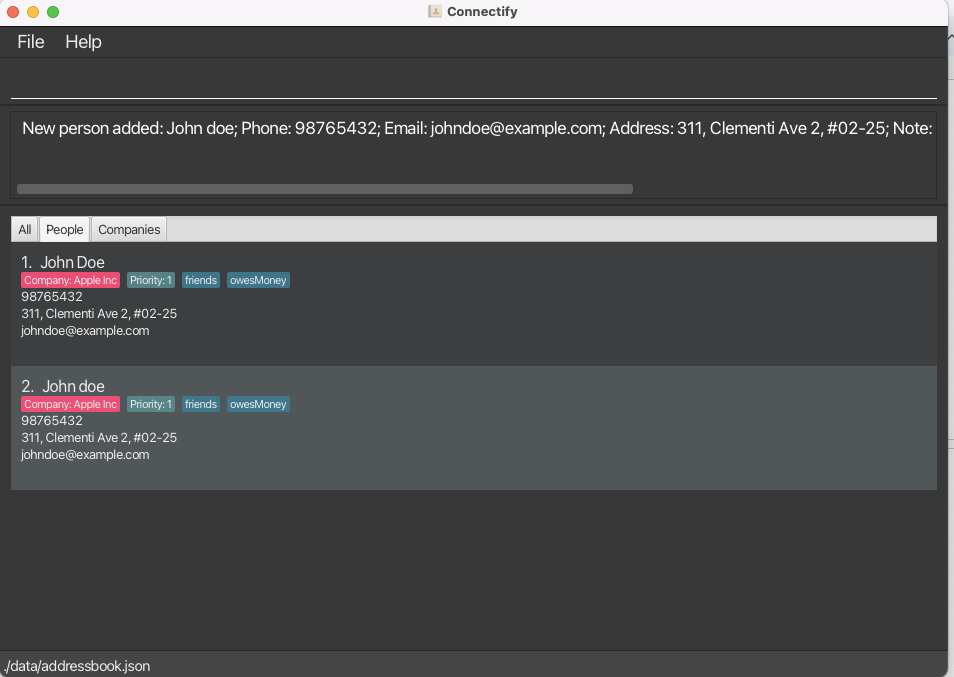 Connectify
File Help
New person added: John doe; Phone: 98765432; Email: johndoe@example.com; Address: 311, Clementi Ave 2, #02-25; Note:
All People Companies
1. John Doe
Company: Apple Inc Priority: 1 friends owesMoney
98765432
311, Clementi Ave 2, #02-25
johndoe@example.com
2. John doe
Company: Apple Inc Priority: 1 friends owesMoney
98765432
311, Clementi Ave 2, #02-25
johndoe@example.com
./data/addressbook.json